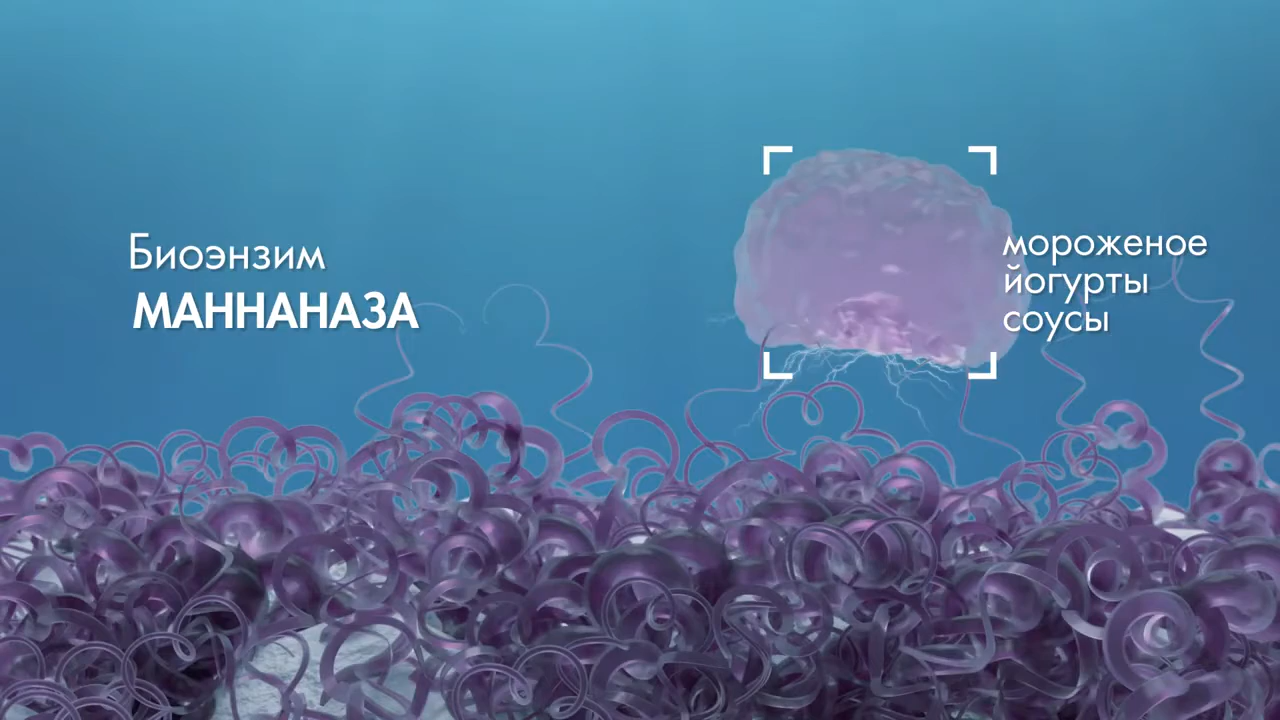 Биоэнзим
МАННАНАЗА
мороженое
йогурты
соусы